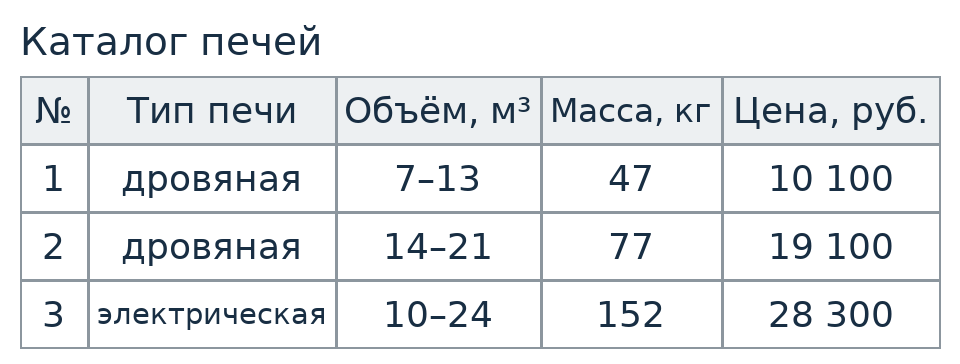 Каталог печей
№ Тип печи Объём, м³ Масса, кг Цена, руб.
1 дровяная 7–13 47 10 100
2 дровяная 14–21 77 19 100
3 электрическая 10–24 152 28 300